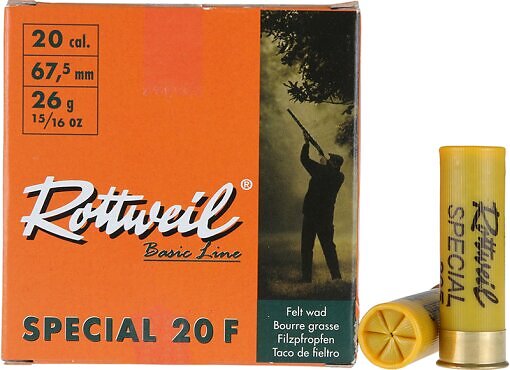 20 cal.
67,5 mm
26 g
15/16 oz
Rottweil®
Basic Line
SPECIAL 20 F
Felt wad
Bourre grasse
Filzpfropfen
Taco de fieltro
Rottweil
SPECIAL